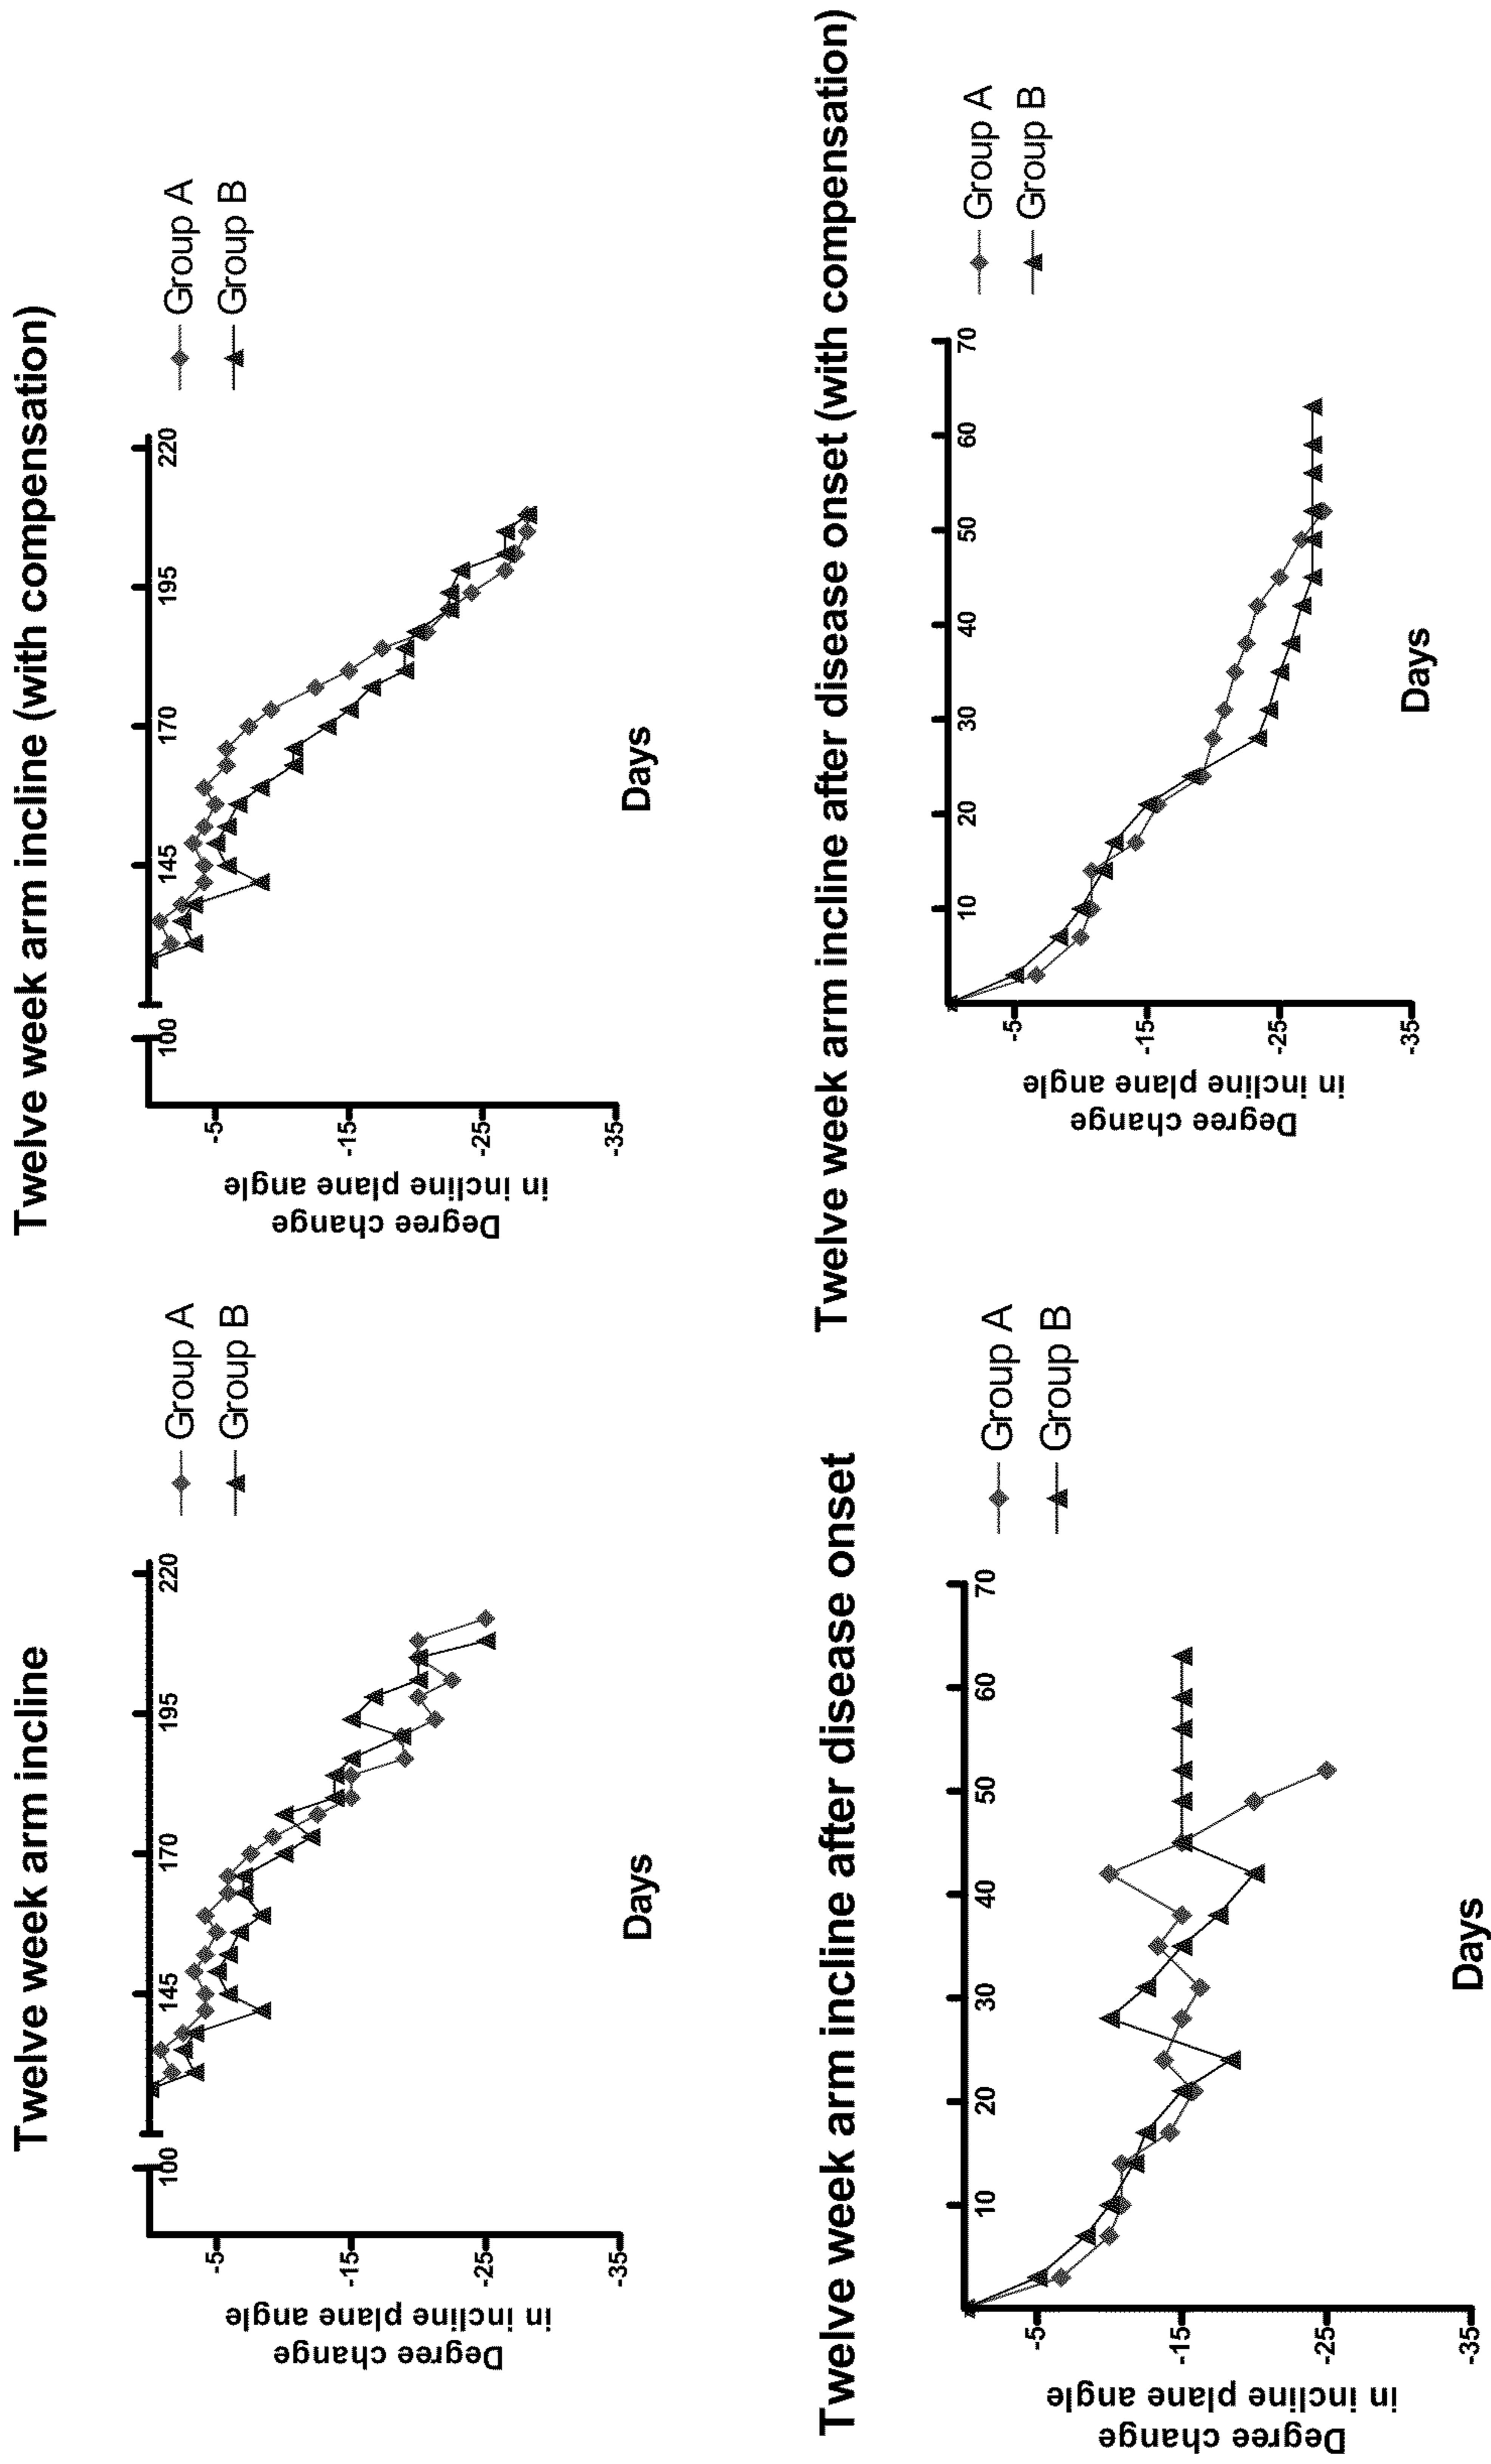 Twelve week arm incline
Group A
Group B
100
145
170
195
220
-5
-15
-25
-35
Degree change
in incline plane angle
Days
Twelve week arm incline (with compensation)
Group A
Group B
100
145
170
195
220
-5
-15
-25
-35
Degree change
in incline plane angle
Days
Twelve week arm incline after disease onset
Group A
Group B
10
20
30
40
50
60
70
-5
-15
-25
-35
Degree change
in incline plane angle
Days
Twelve week arm incline after disease onset (with compensation)
Group A
Group B
10
20
30
40
50
60
70
-5
-15
-25
-35
Degree change
in incline plane angle
Days